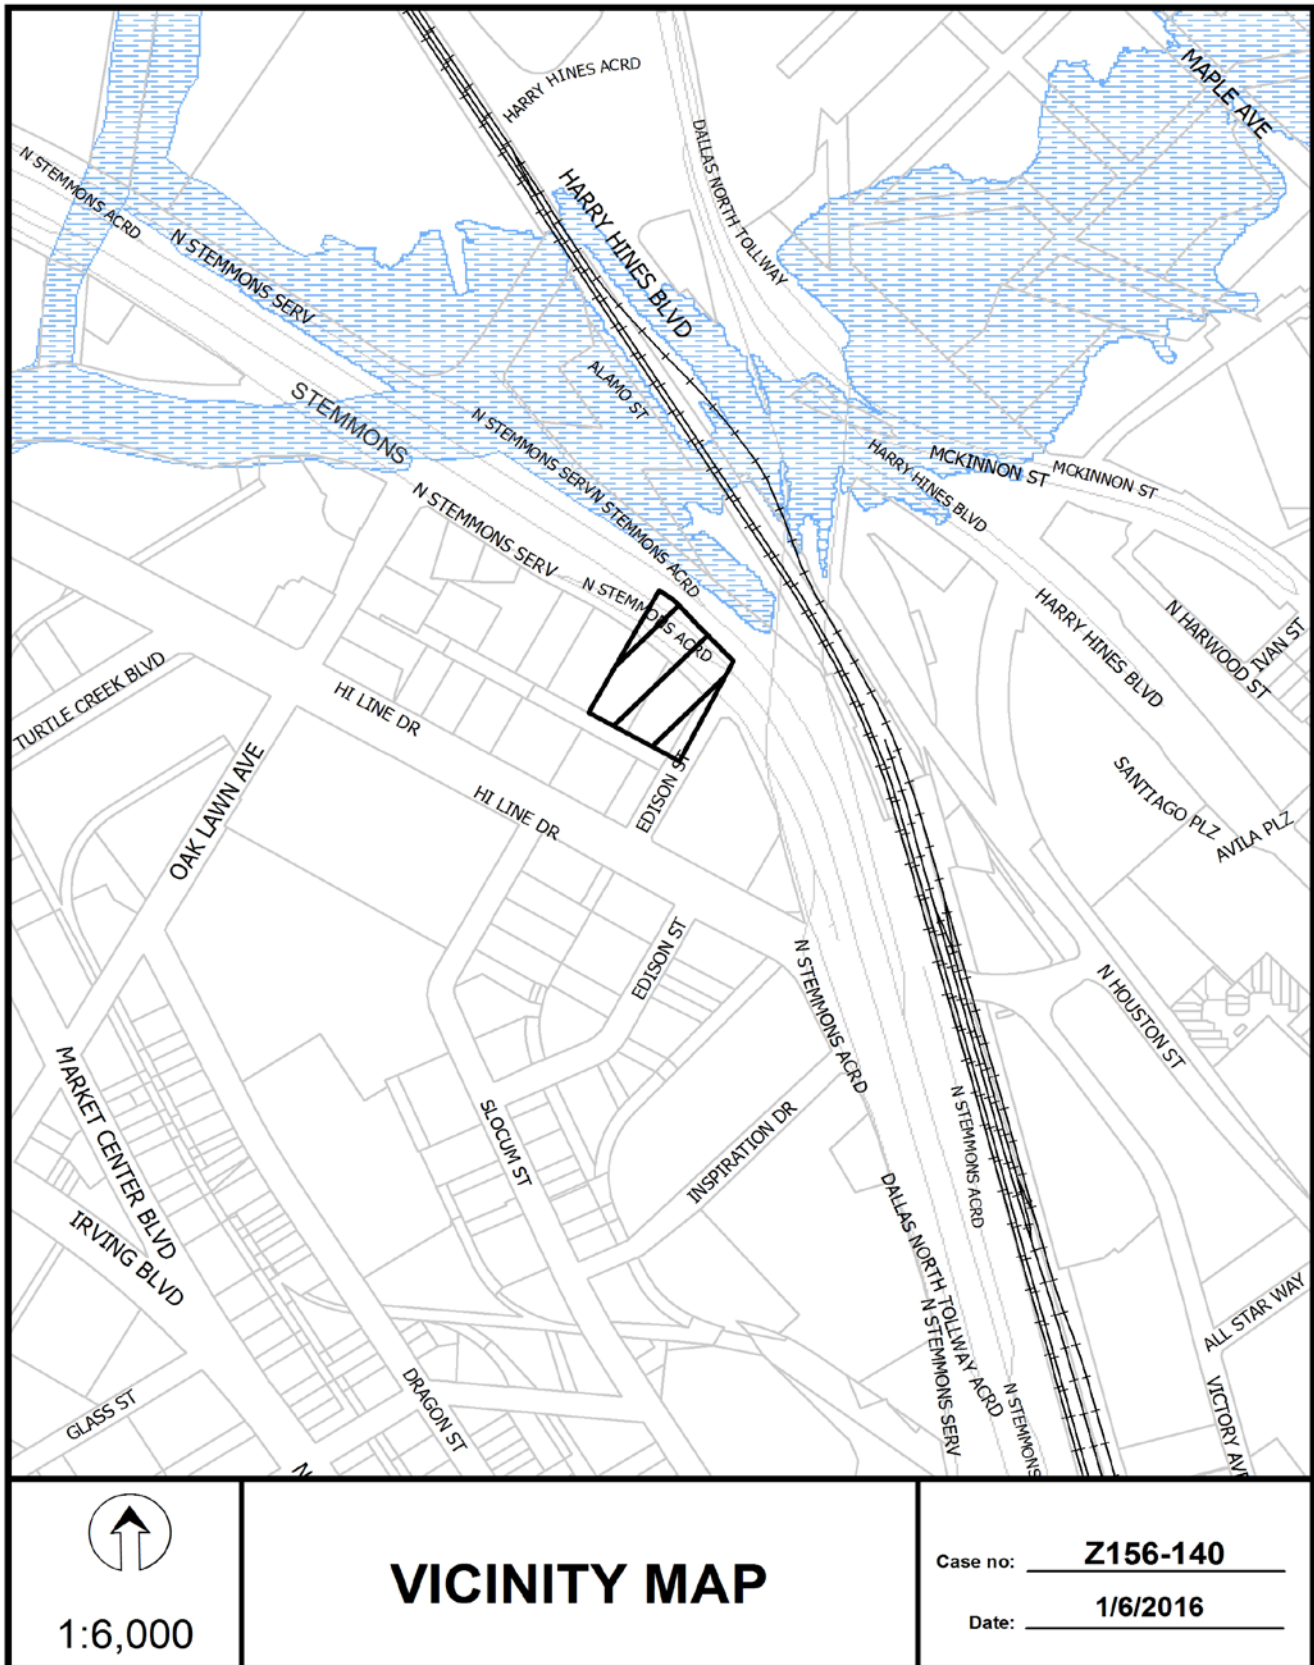 MAPLE AVE
HARRY HINES ACRD
DALLAS NORTH TOLLWAY
N STEMMONS ACRD
HARRY HINES BLVD
N STEMMONS SERV
ALAMO ST
STEMMONS
N STEMMONS SERV
N STEMMONS ACRD
HARRY HINES BLVD
MCKINNON ST
MCKINNON ST
N STEMMONS SERV
N STEMMONS ACRD
HARRY HINES BLVD
N HARWOOD ST
IVAN ST
TURTLE CREEK BLVD
HI LINE DR
OAK LAWN AVE
HI LINE DR
EDISON ST
SANTIAGO PLZ
AVILA PLZ
EDISON ST
N STEMMONS ACRD
N HOUSTON ST
MARKET CENTER BLVD
SLOCUM ST
INSPIRATION DR
N STEMMONS ACRD
IRVING BLVD
DALLAS NORTH TOLLWAY ACRD
N STEMMONS SERV
ALL STAR WAY
GLASS ST
DRAGON ST
N STEMMONS
VICTORY AVE
N
1:6,000
VICINITY MAP
Case no: Z156-140
Date: 1/6/2016